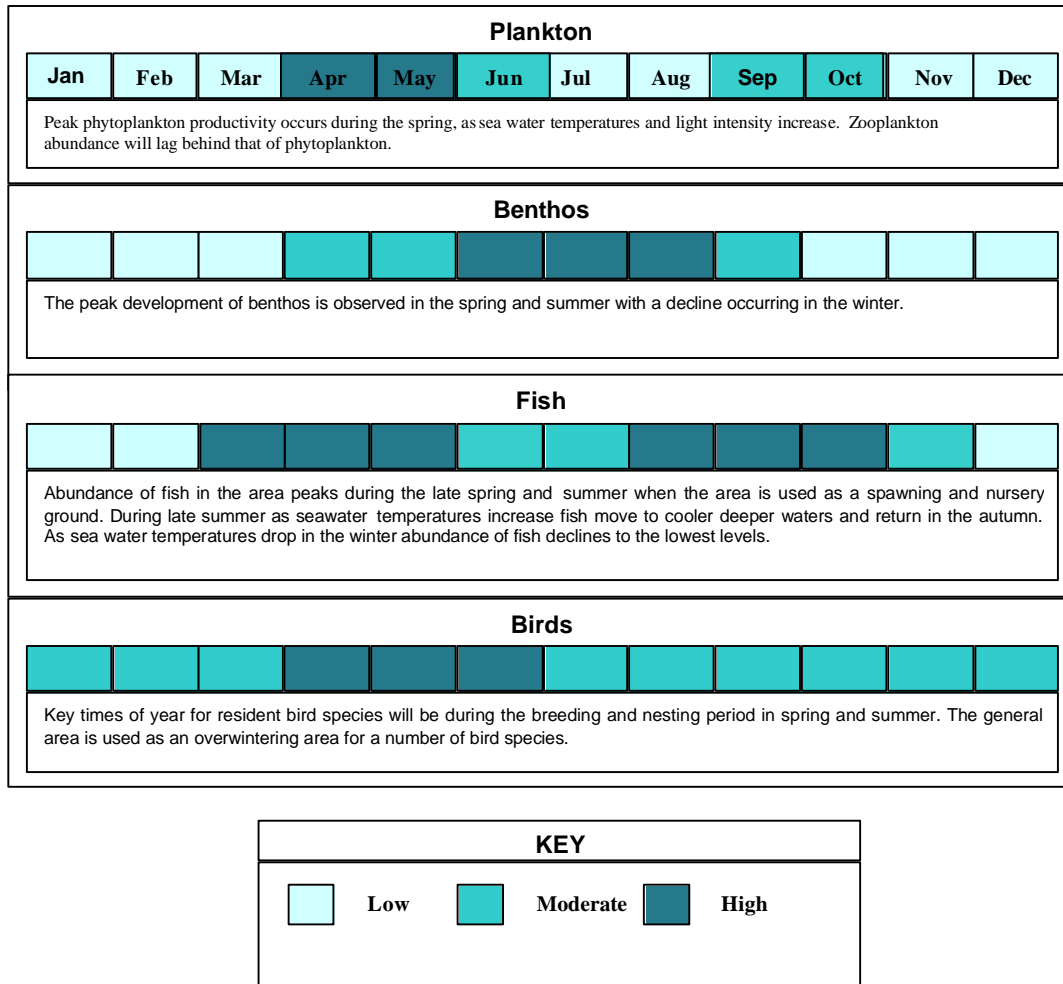 Plankton
Jan Feb Mar Apr May Jun Jul Aug Sep Oct Nov Dec
Peak phytoplankton productivity occurs during the spring, as sea water temperatures and light intensity increase. Zooplankton
abundance will lag behind that of phytoplankton.
Benthos
The peak development of benthos is observed in the spring and summer with a decline occurring in the winter.
Fish
Abundance of fish in the area peaks during the late spring and summer when the area is used as a spawning and nursery
ground. During late summer as seawater temperatures increase fish move to cooler deeper waters and return in the autumn.
As sea water temperatures drop in the winter abundance of fish declines to the lowest levels.
Birds
Key times of year for resident bird species will be during the breeding and nesting period in spring and summer. The general
area is used as an overwintering area for a number of bird species.
KEY
Low Moderate High